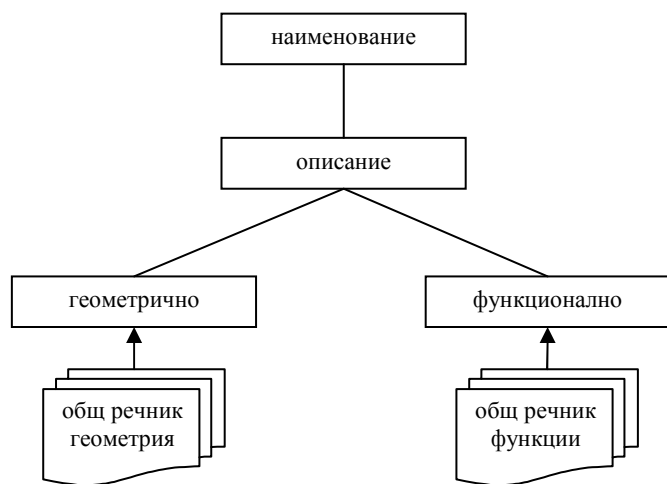 наименование
описание
геометрично
функционално
общ речник
геометрия
общ речник
функции